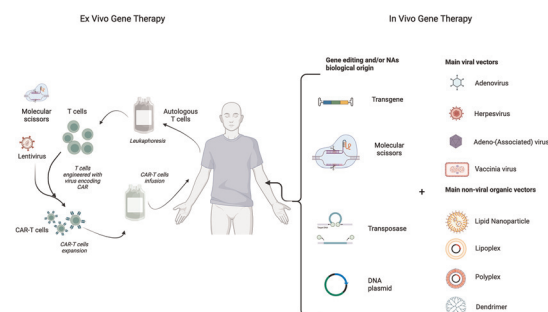 Ex Vivo Gene Therapy
In Vivo Gene Therapy
Molecular
scissors
T cells
Autologous
T cells
Leukaphoresis
Lentivirus
T cells
engineered with
virus encoding
CAR
CAR-T cells
infusion
CAR-T cells
CAR-T cells
expansion
Gene editing and/or NAs
biological origin
Transgene
Molecular
scissors
Transposase
DNA
plasmid
+
Main viral vectors
Adenovirus
Herpesvirus
Adeno-(Associated) virus
Vaccinia virus
Main non-viral organic vectors
Lipid Nanoparticle
Lipoplex
Polyplex
Dendrimer